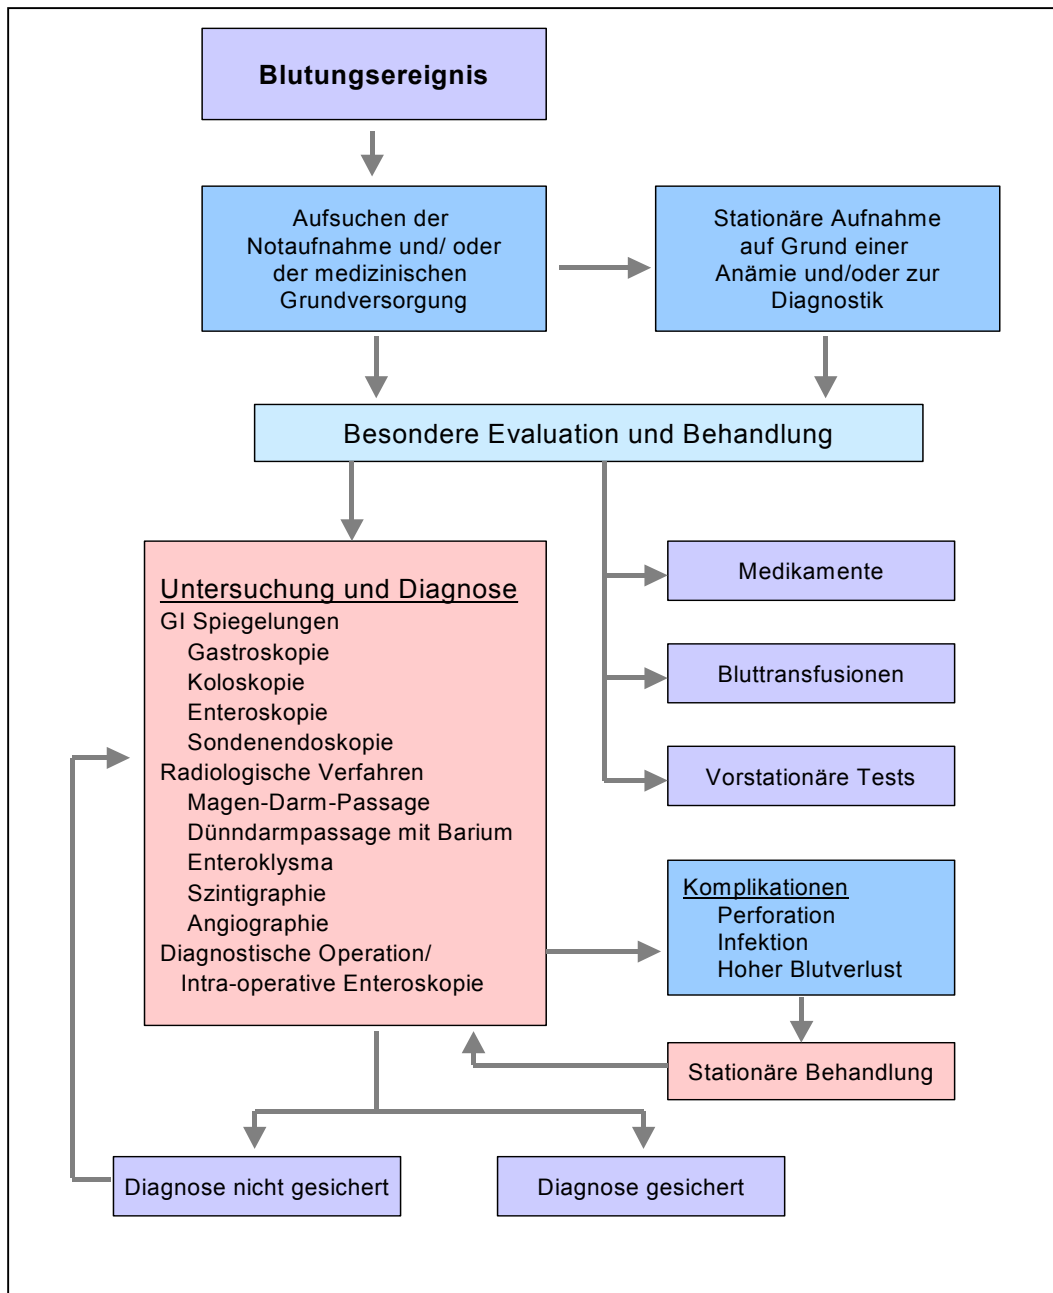 Blutungsereignis
Aufsuchen der
Notaufnahme und/ oder
der medizinischen
Grundversorgung
Stationäre Aufnahme
auf Grund einer
Anämie und/oder zur
Diagnostik
Besondere Evaluation und Behandlung
Untersuchung und Diagnose
GI Spiegelungen
Gastroskopie
Koloskopie
Enteroskopie
Sondenendoskopie
Radiologische Verfahren
Magen-Darm-Passage
Dünndarmpassage mit Barium
Enteroklysma
Szintigraphie
Angiographie
Diagnostische Operation/
Intra-operative Enteroskopie
Medikamente
Bluttransfusionen
Vorstationäre Tests
Komplikationen
Perforation
Infektion
Hoher Blutverlust
Stationäre Behandlung
Diagnose nicht gesichert
Diagnose gesichert